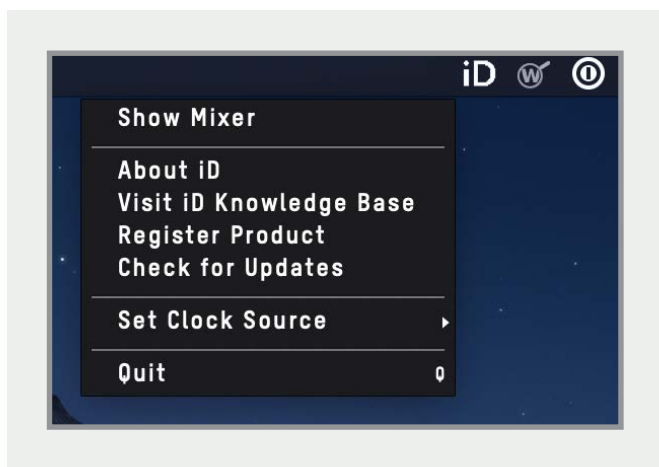 iD W
Show Mixer
About iD
Visit iD Knowledge Base
Register Product
Check for Updates
Set Clock Source
Quit Q